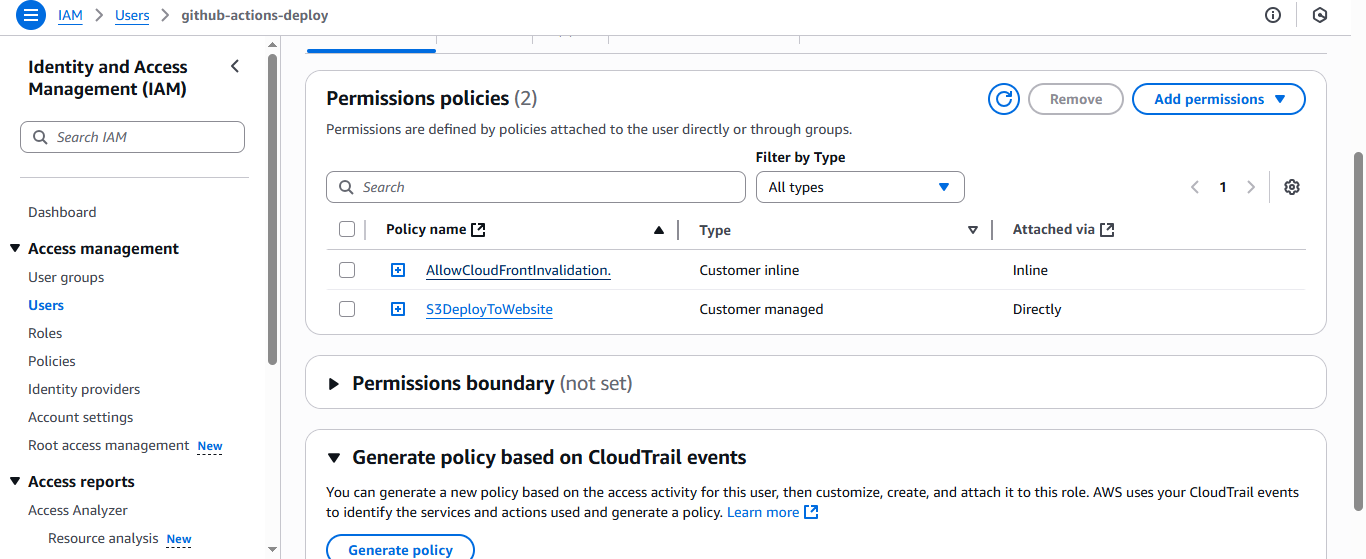 IAM > Users > github-actions-deploy
Identity and Access
Management (IAM)
Search IAM
Dashboard
Access management
User groups
Users
Roles
Policies
Identity providers
Account settings
Root access management New
Access reports
Access Analyzer
Resource analysis New
Permissions policies (2)
Remove
Add permissions
Permissions are defined by policies attached to the user directly or through groups.
Filter by Type
Search
All types
1
Policy name
Type
Attached via
AllowCloudFrontInvalidation.
Customer inline
Inline
S3DeployToWebsite
Customer managed
Directly
Permissions boundary (not set)
Generate policy based on CloudTrail events
You can generate a new policy based on the access activity for this user, then customize, create, and attach it to this role. AWS uses your CloudTrail events
to identify the services and actions used and generate a policy. Learn more
Generate policy